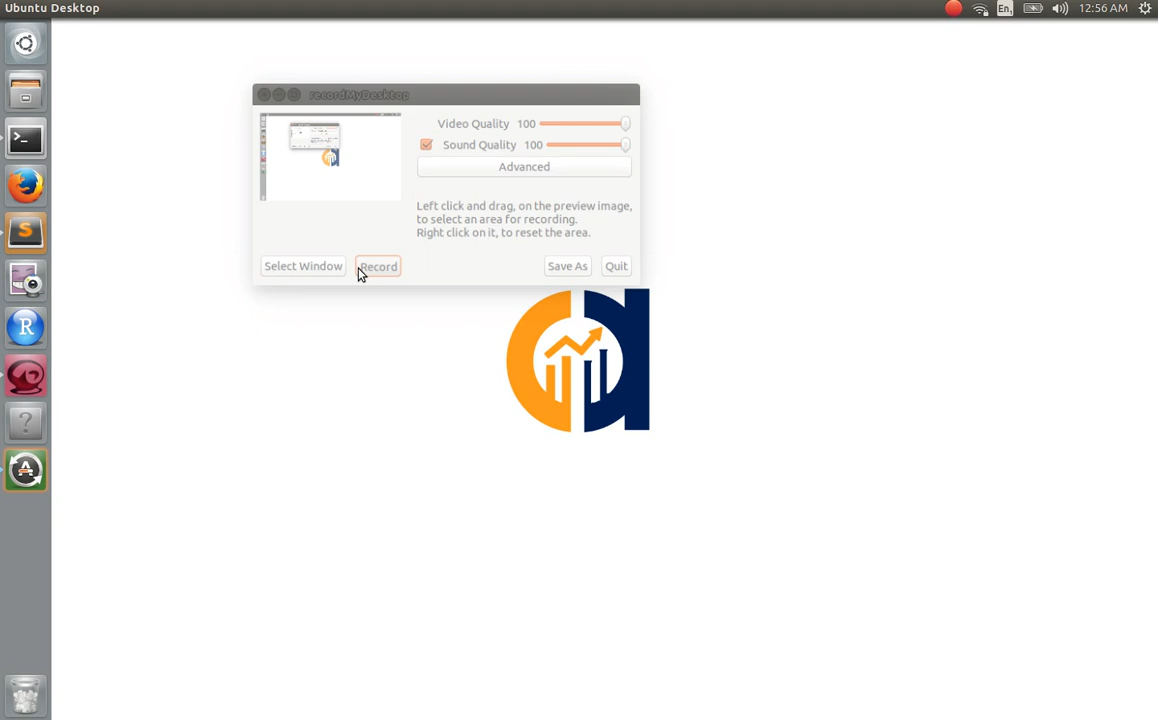 Ubuntu Desktop
En1
12:56 AM
recordMyDesktop
Video Quality 100
Sound Quality 100
Advanced
Left click and drag, on the preview image,
to select an area for recording.
Right click on it, to reset the area.
Select Window
Record
Save As
Quit
>_
S
R
?
A